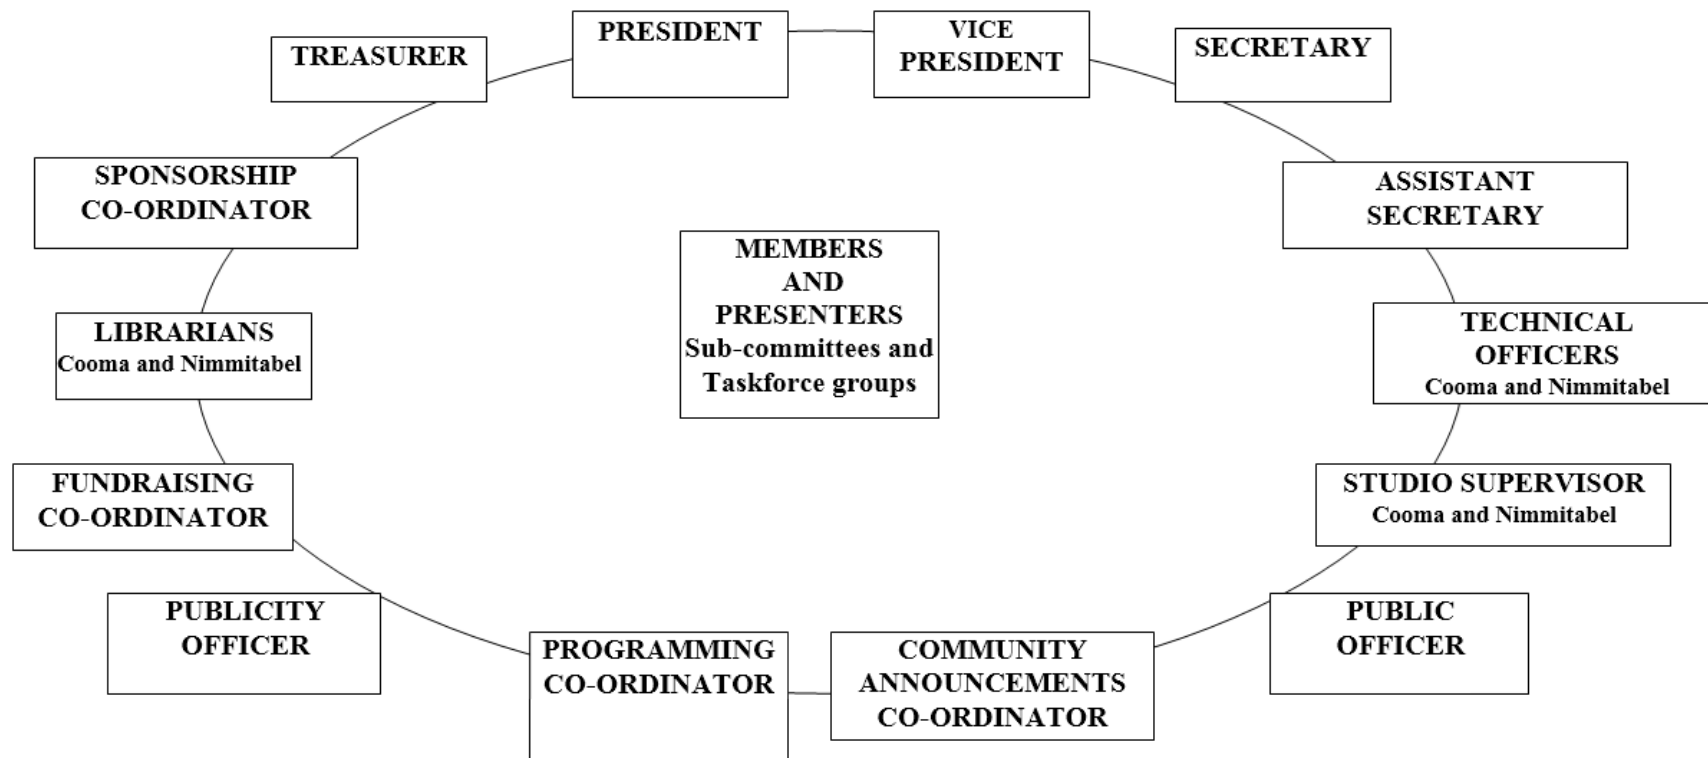 PRESIDENT
VICE
PRESIDENT
SECRETARY
TREASURER
SPONSORSHIP
CO-ORDINATOR
ASSISTANT
SECRETARY
MEMBERS
AND
PRESENTERS
Sub-committees and
Taskforce groups
LIBRARIANS
Cooma and Nimmitabel
TECHNICAL
OFFICERS
Cooma and Nimmitabel
FUNDRAISING
CO-ORDINATOR
STUDIO SUPERVISOR
Cooma and Nimmitabel
PUBLICITY
OFFICER
PUBLIC
OFFICER
PROGRAMMING
CO-ORDINATOR
COMMUNITY
ANNOUNCEMENTS
CO-ORDINATOR